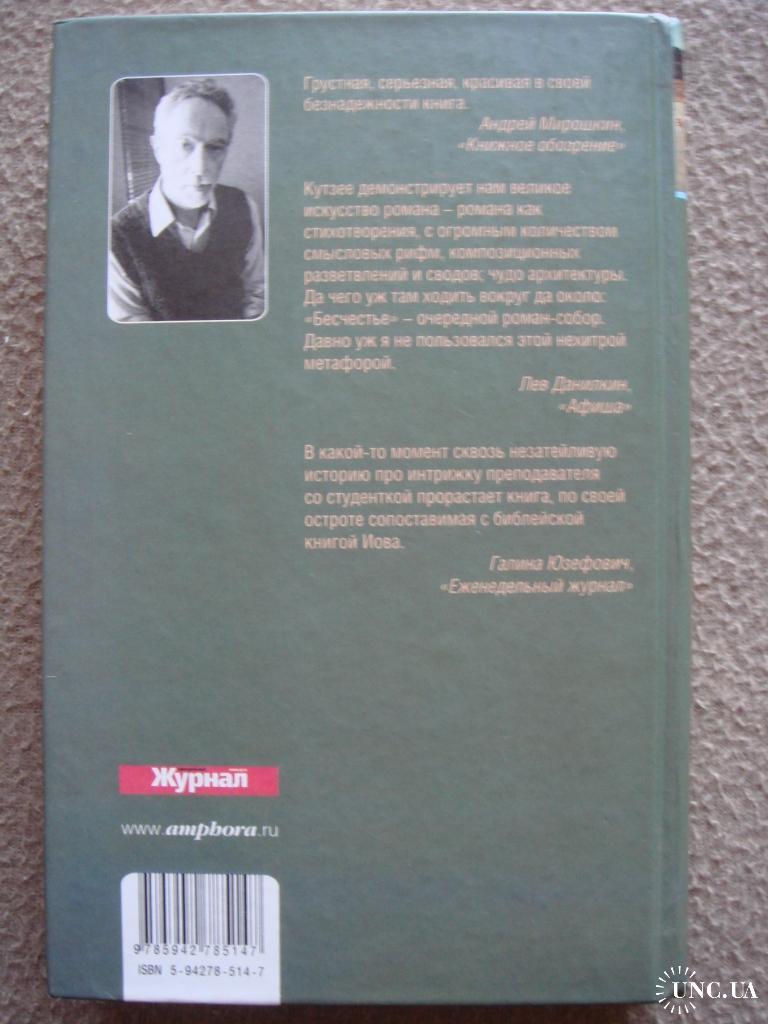 Грустная, серьезная, красивая в своей
безнадежности книга.
Андрей Мирошкин,
«Книжное обозрение»
Кутзее демонстрирует нам великое
искусство романа – романа как
стихотворения, с огромным количеством
смысловых рифм, композиционных
разветвлений и сводов; чудо архитектуры.
Да чего уж там ходить вокруг да около:
«Бесчестье» – очередной роман-собор.
Давно уж я не пользовался этой нехитрой
метафорой.
Лев Данилкин,
«Афиша»
В какой-то момент сквозь незатейливую
историю про интрижку преподавателя
со студенткой прорастает книга, по своей
остроте сопоставимая с библейской
книгой Иова.
Галина Юзефович,
«Еженедельный журнал»
Журнал
www.amphora.ru
9 785942 785147
ISBN 5-94278-514-7
UNC.UA